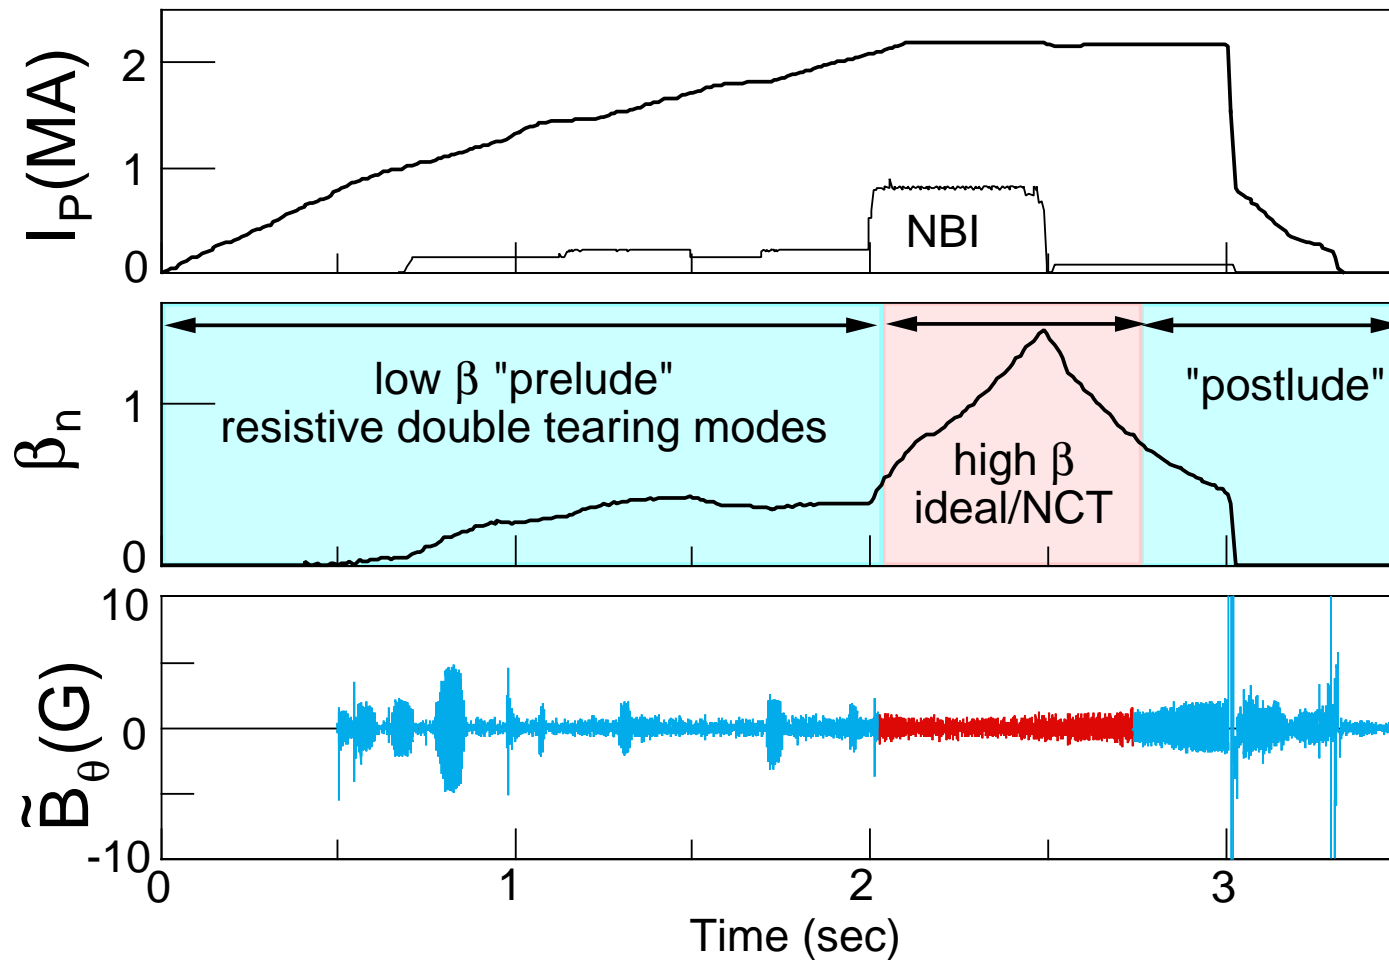 I_P(MA)
2
1
0
NBI
β_n
1
0
low β "prelude"
resistive double tearing modes
high β
ideal/NCT
"postlude"
B̃_θ(G)
10
0
-10
0
1
2
3
Time (sec)